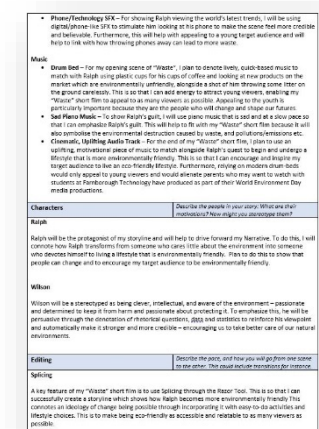 • Phone/Technology SFX – For showing Ralph viewing the world's latest trends, I will be using
digital/phone-like SFX to stimulate him looking at his phone to make the scene feel more credible
and believable. Furthermore, this will help with appealing to a young target audience and will
help to link with how throwing phones away can lead to more waste.
Music
• Drum Bed – For my opening scene of "Waste", I plan to denote lively, quick-based music to
match with Ralph using plastic cups for his cups of coffee and looking at new products on the
market which are environmentally unfriendly, alongside a shot of him throwing some litter on
the ground carelessly. This is so that I can add energy to attract young viewers, enabling my
"Waste" short film to appeal to as many viewers as possible. Appealing to the youth is
particularly important because they are the people who will change and shape our futures.
• Sad Piano Music – To show Ralph's guilt, I will use piano music that is sad and at a slow pace so
that I can emphasise Ralph's guilt. This will help to fit with my "Waste" short film because it will
also symbolise the environmental destruction caused by waste, and pollutions/emissions etc.
• Cinematic, Uplifting Audio Track – For the end of my "Waste" short film, I plan to use an
uplifting, motivational piece of music to match alongside Ralph's quest to begin and undergo a
lifestyle that is more environmentally friendly. This is so that I can encourage and inspire my
target audience to live an eco-friendly lifestyle. Furthermore, relying on modern drum-beds
would only appeal to young viewers and would alienate parents who may want to watch with
students at Farnborough Technology have produced as part of their World Environment Day
media productions.
Characters
Describe the people in your story. What are their
motivations? How might you stereotype them?
Ralph
Ralph will be the protagonist of my storyline and will help to drive forward my Narrative. To do this, I will
connote how Ralph transforms from someone who cares little about the environment into someone
who devotes himself to living a lifestyle that is environmentally friendly. Plan to do this to show that
people can change and to encourage my target audience to be environmentally friendly.
Wilson
Wilson will be a stereotyped as being clever, intellectual, and aware of the environment – passionate
and determined to keep it from harm and passionate about protecting it. To emphasise this, he will be
persuasive through the denotation of rhetorical questions, data and statistics to reinforce his viewpoint
and automatically make it stronger and more credible – encouraging us to take better care of our natural
environments.
Editing
Describe the pace, and how you will go from one scene
to the other. This could include transitions for instance.
Splicing
A key feature of my "Waste" short film is to use Splicing through the Razor Tool. This is so that I can
successfully create a storyline which shows how Ralph becomes more environmentally friendly This
connotes an ideology of change being possible through incorporating it with easy-to-do activities and
lifestyle choices. This is to make being eco-friendly as accessible and relatable to as many viewers as
possible